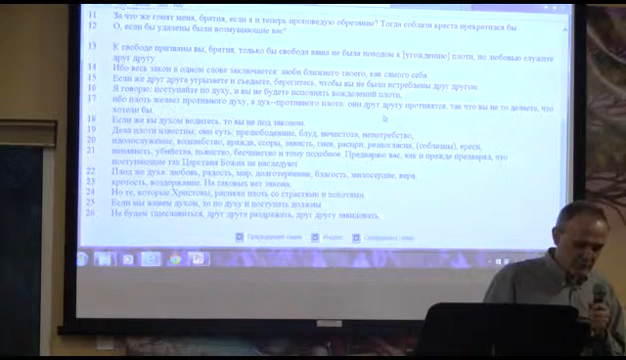 11 За что же гонят меня, братия, если я и теперь проповедую обрезание? Тогда соблазн креста прекратился бы
12 О, если бы удалены были возмущающие вас!
13 К свободе призваны вы, братия, только бы свобода ваша не была поводом к [угождению] плоти, но любовью служите
друг другу.
14 Ибо весь закон в одном слове заключается: люби ближнего твоего, как самого себя.
15 Если же друг друга угрызаете и съедаете, берегитесь, чтобы вы не были истреблены друг другом
16 Я говорю: поступайте по духу, и вы не будете исполнять вожделений плоти,
17 ибо плоть желает противного духу, а дух--противного плоти: они друг другу противятся, так что вы не то делаете, что
хотели бы.
18 Если же вы духом водитесь, то вы не под законом.
19 Дела плоти известны; они суть: прелюбодеяние, блуд, нечистота, непотребство,
20 идолослужение, волшебство, вражда, ссоры, зависть, гнев, распри, разногласия, (соблазны), ереси,
21 ненависть, убийства, пьянство, бесчинство и тому подобное. Предваряю вас, как и прежде предварял, что
поступающие так Царствия Божия не наследуют
22 Плод же духа: любовь, радость, мир, долготерпение, благость, милосердие, вера,
23 кротость, воздержание. На таковых нет закона.
24 Но те, которые Христовы, распяли плоть со страстями и похотями
25 Если мы живем духом, то по духу и поступать должны
26 Не будем тщеславиться, друг друга раздражать, друг другу завидовать.
Предыдущая глава Следующая глава